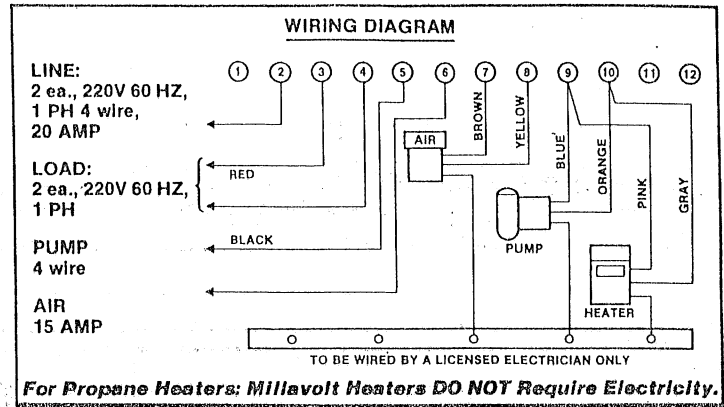 WIRING DIAGRAM
LINE:
2 ea., 220V 60 HZ,
1 PH 4 wire,
20 AMP
LOAD:
2 ea., 220V 60 HZ,
1 PH
PUMP
4 wire
AIR
15 AMP
1 2 3 4 5 6 7 8 9 10 11 12
RED
BLACK
AIR
BROWN
YELLOW
BLUE
ORANGE
PINK
GRAY
PUMP
HEATER
TO BE WIRED BY A LICENSED ELECTRICIAN ONLY
For Propane Heaters; Millavolt Heaters DO NOT Require Electricity.